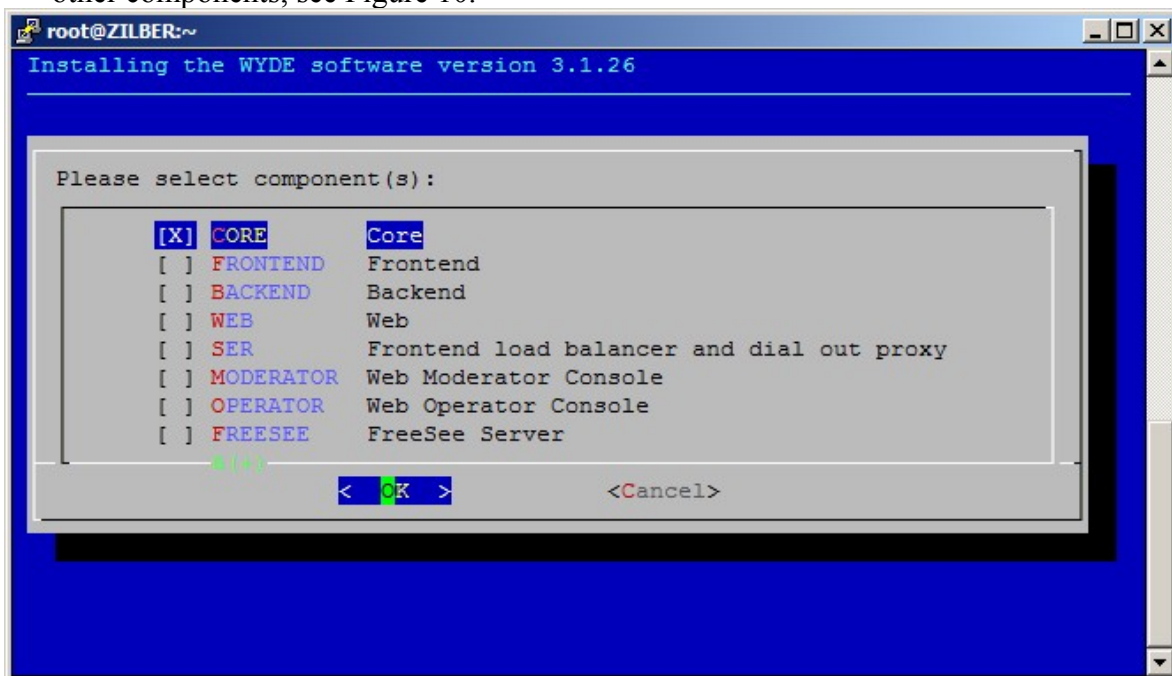 other components, see Figure 10.
root@ZILBER:~
Installing the WYDE software version 3.1.26
Please select component(s):
[X] CORE Core
[ ] FRONTEND Frontend
[ ] BACKEND Backend
[ ] WEB Web
[ ] SER Frontend load balancer and dial out proxy
[ ] MODERATOR Web Moderator Console
[ ] OPERATOR Web Operator Console
[ ] FREESEE FreeSee Server
< OK > <Cancel>